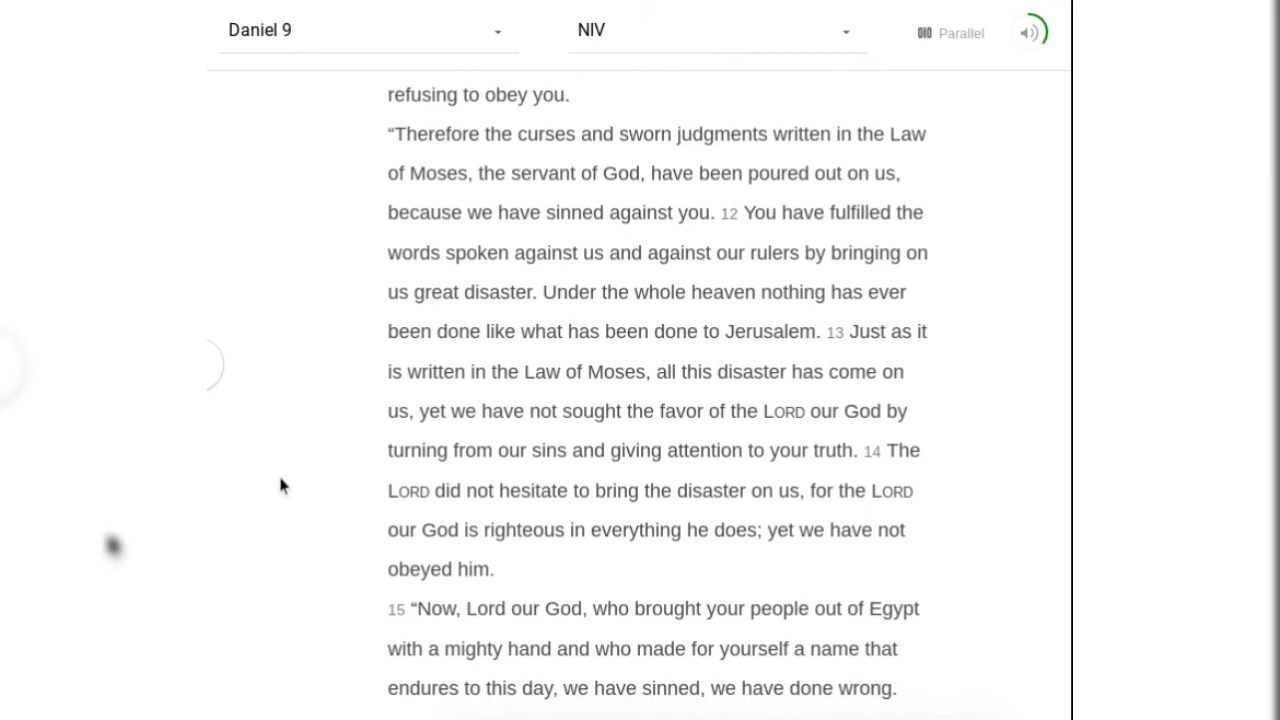 Daniel 9 NIV Parallel
refusing to obey you.
“Therefore the curses and sworn judgments written in the Law
of Moses, the servant of God, have been poured out on us,
because we have sinned against you. 12 You have fulfilled the
words spoken against us and against our rulers by bringing on
us great disaster. Under the whole heaven nothing has ever
been done like what has been done to Jerusalem. 13 Just as it
is written in the Law of Moses, all this disaster has come on
us, yet we have not sought the favor of the LORD our God by
turning from our sins and giving attention to your truth. 14 The
LORD did not hesitate to bring the disaster on us, for the LORD
our God is righteous in everything he does; yet we have not
obeyed him.
15 “Now, Lord our God, who brought your people out of Egypt
with a mighty hand and who made for yourself a name that
endures to this day, we have sinned, we have done wrong.